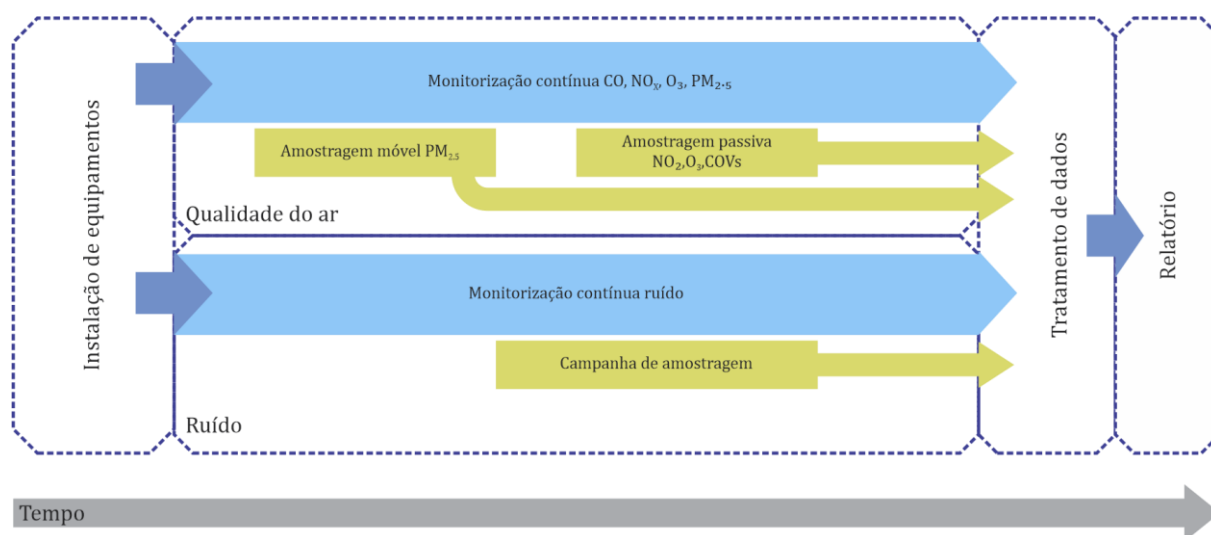 Instalação de equipamentos
Monitorização contínua CO, NOₓ, O₃, PM₂.₅
Amostragem móvel PM₂.₅
Amostragem passiva
NO₂,O₃,COVs
Qualidade do ar
Monitorização contínua ruído
Campanha de amostragem
Ruído
Tratamento de dados
Relatório
Tempo